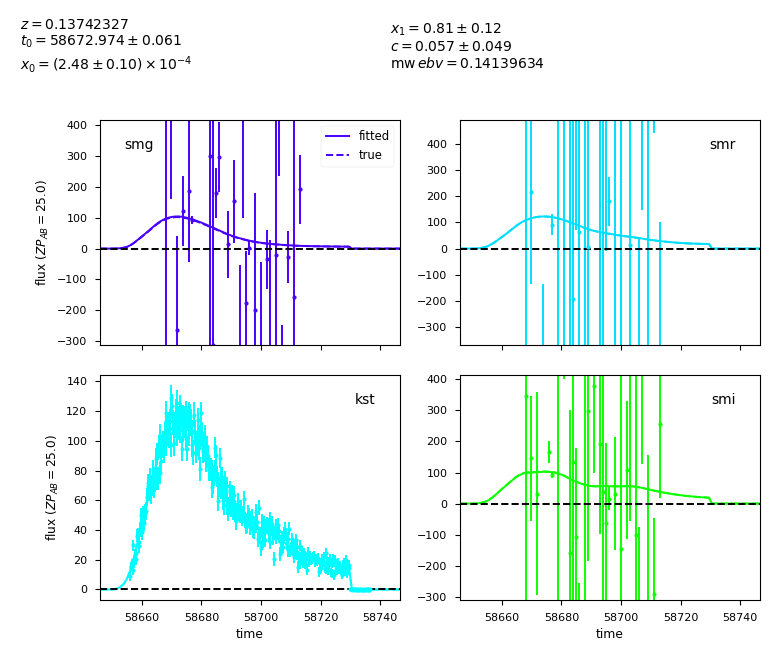 z = 0.13742327
t₀ = 58672.974 ± 0.061
x₀ = (2.48 ± 0.10) × 10⁻⁴
x₁ = 0.81 ± 0.12
c = 0.057 ± 0.049
mw ebv = 0.14139634
smg
fitted
true
400
300
200
100
0
−100
−200
−300
flux (ZP_AB = 25.0)
smr
400
300
200
100
0
−100
−200
−300
kst
140
120
100
80
60
40
20
0
flux (ZP_AB = 25.0)
58660 58680 58700 58720 58740
time
smi
400
300
200
100
0
−100
−200
−300
58660 58680 58700 58720 58740
time